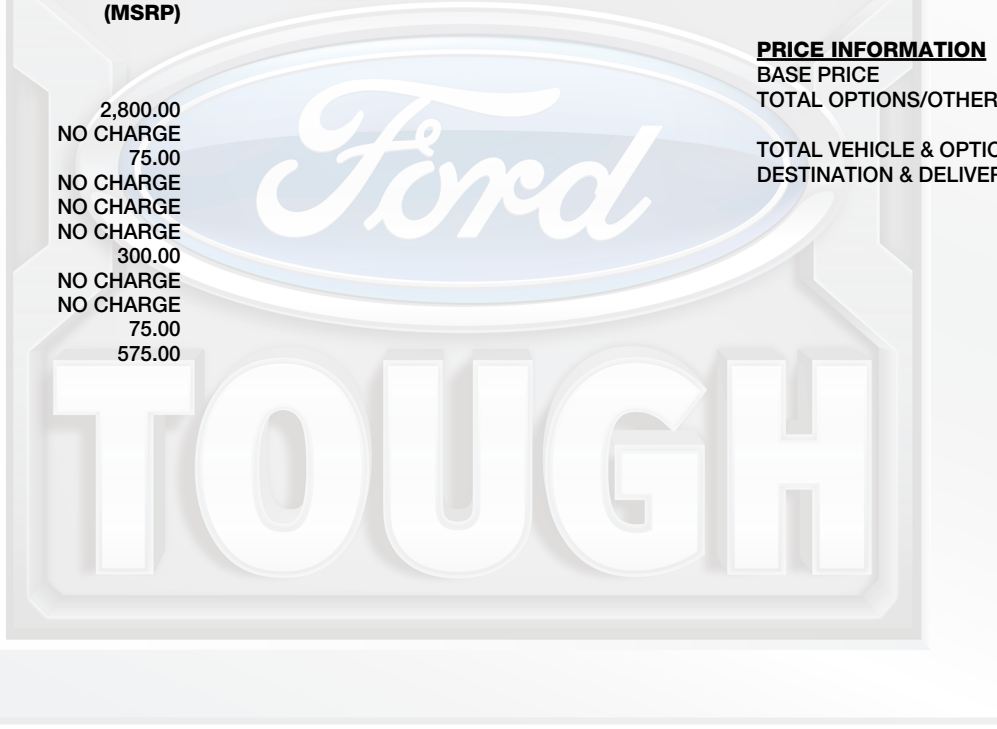 (MSRP)
2,800.00
NO CHARGE
75.00
NO CHARGE
NO CHARGE
NO CHARGE
300.00
NO CHARGE
NO CHARGE
75.00
575.00
Ford
TOUGH
PRICE INFORMATION
BASE PRICE
TOTAL OPTIONS/OTHER
TOTAL VEHICLE & OPTIO
DESTINATION & DELIVER